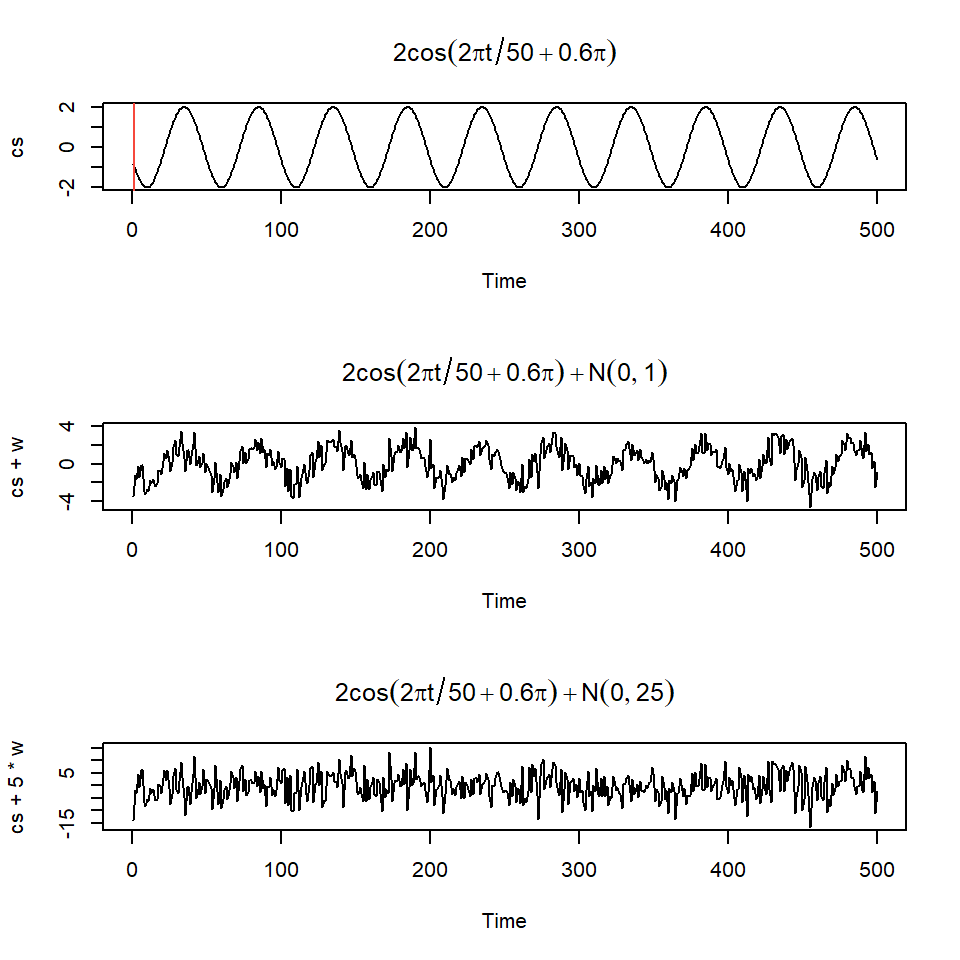 2cos(2πt/50+0.6π)
cs
2
0
-2
0 100 200 300 400 500
Time
2cos(2πt/50+0.6π)+N(0, 1)
cs + w
4
0
-4
0 100 200 300 400 500
Time
2cos(2πt/50+0.6π)+N(0, 25)
cs + 5 * w
5
-15
0 100 200 300 400 500
Time